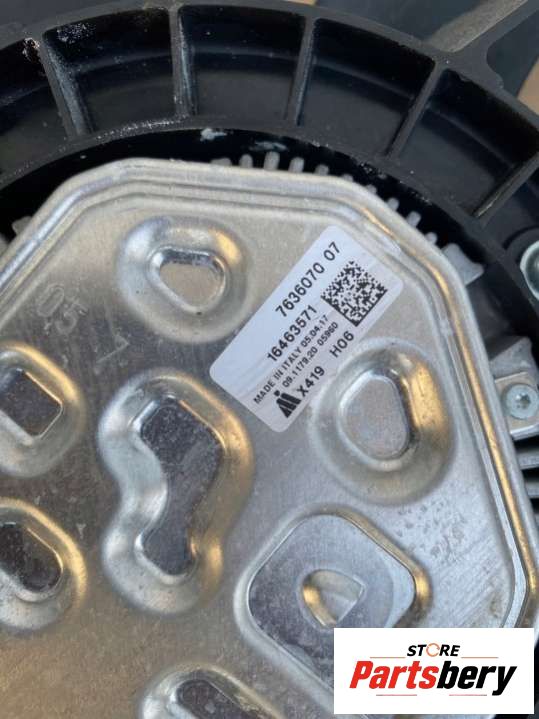 7636070 07
16463571
MADE IN ITALY 05.04.17
09.1179.20 05960
X419 H06
STORE
Partsbery